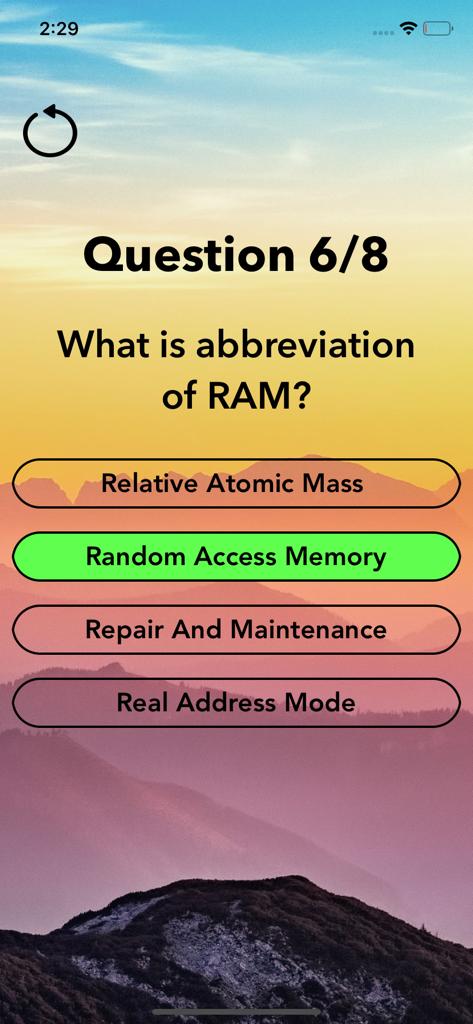 2:29
Question 6/8
What is abbreviation
of RAM?
Relative Atomic Mass
Random Access Memory
Repair And Maintenance
Real Address Mode